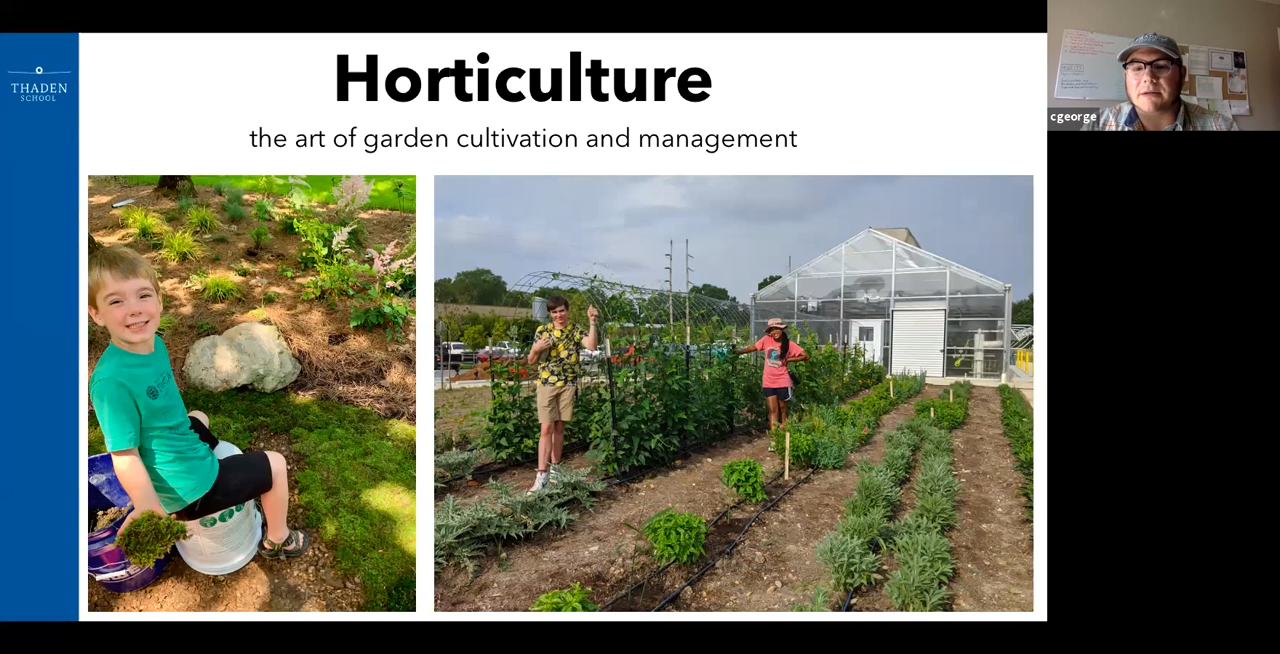 Horticulture
the art of garden cultivation and management
THADEN
SCHOOL
cgeorge